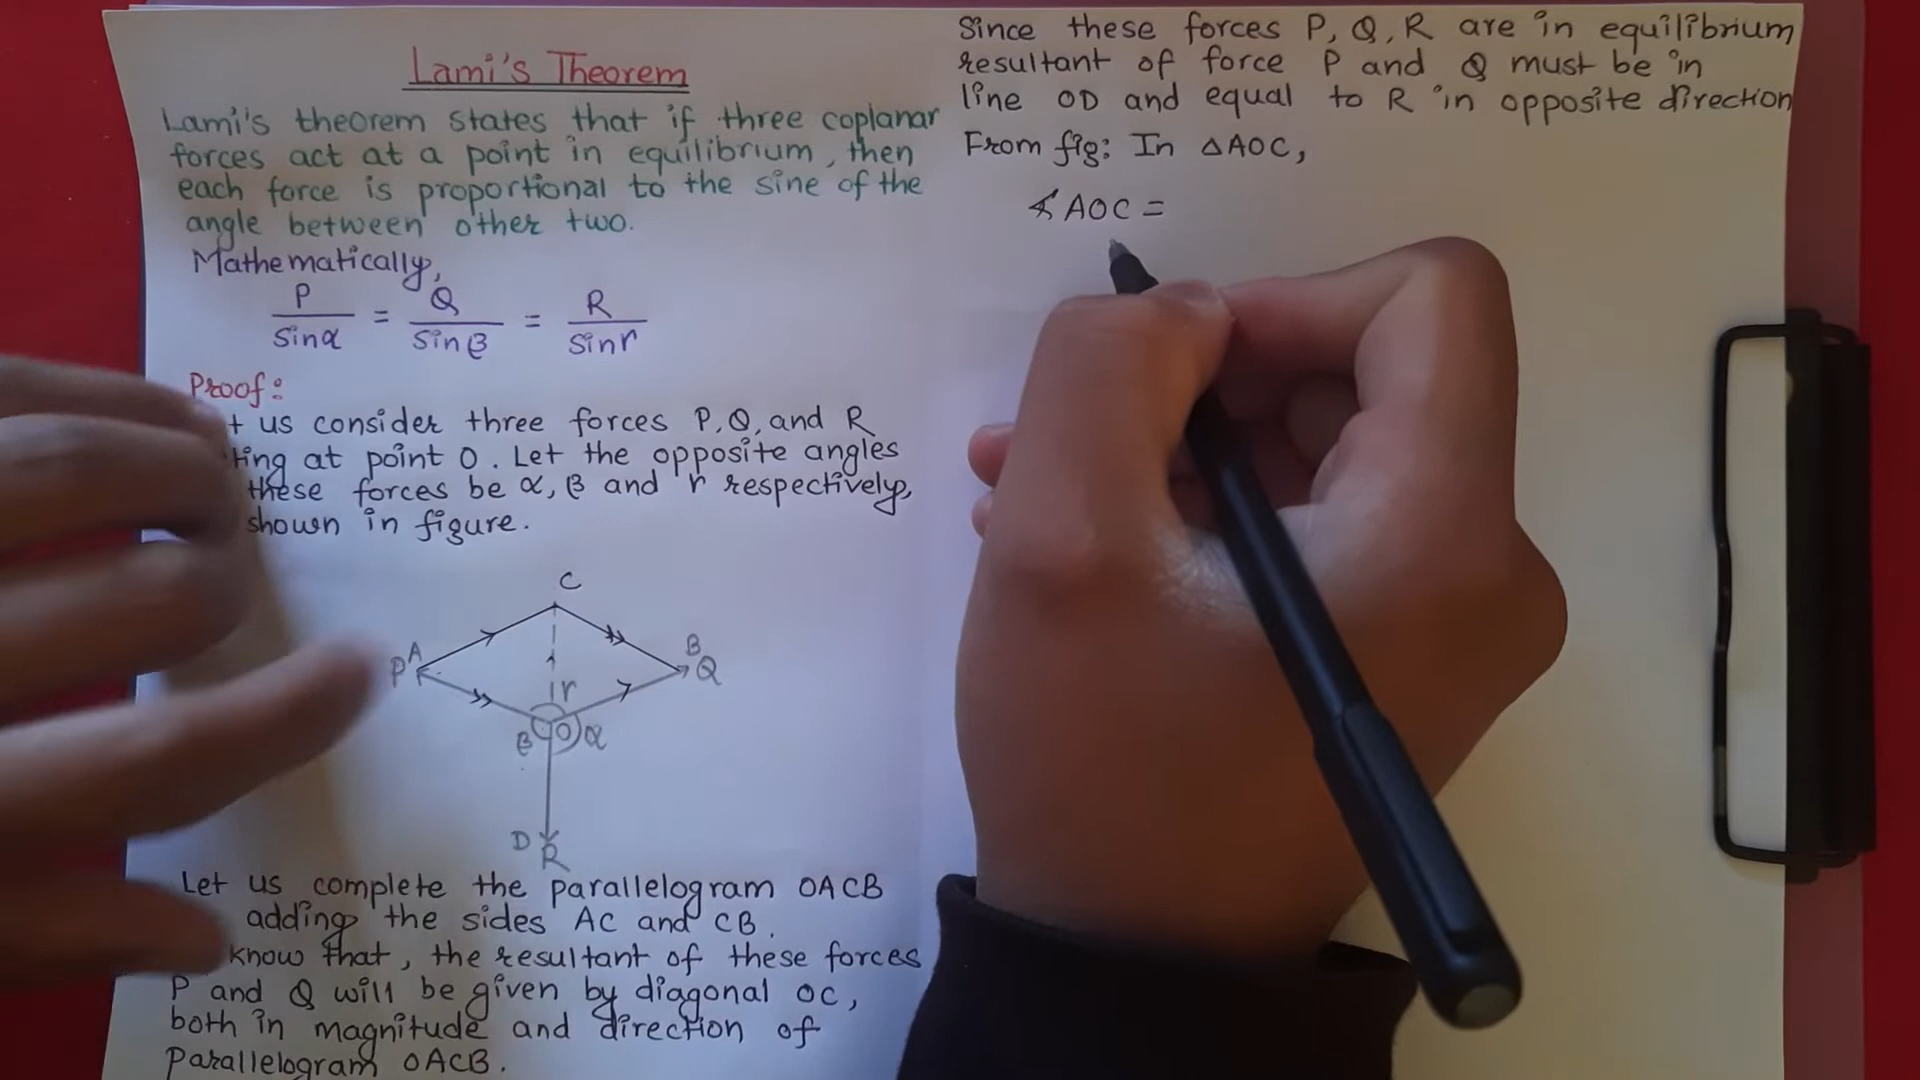 Lami's Theorem
Lami's theorem states that if three coplanar
forces act at a point in equilibrium, then
each force is proportional to the sine of the
angle between other two.
Mathematically,
P/sinα = Q/sinβ = R/sinr
Proof:
us consider three forces P, Q, and R
at point O. Let the opposite angles
these forces be α, β and r respectively,
shown in figure.
C
A
P
B
Q
r
β
O
α
D
R
Let us complete the parallelogram OACB
adding the sides AC and CB.
know that, the resultant of these forces
P and Q will be given by diagonal OC,
both in magnitude and direction of
parallelogram OACB.
Since these forces P, Q, R are in equilibrium
resultant of force P and Q must be in
line OD and equal to R in opposite direction
From fig: In △AOC,
∢AOC =